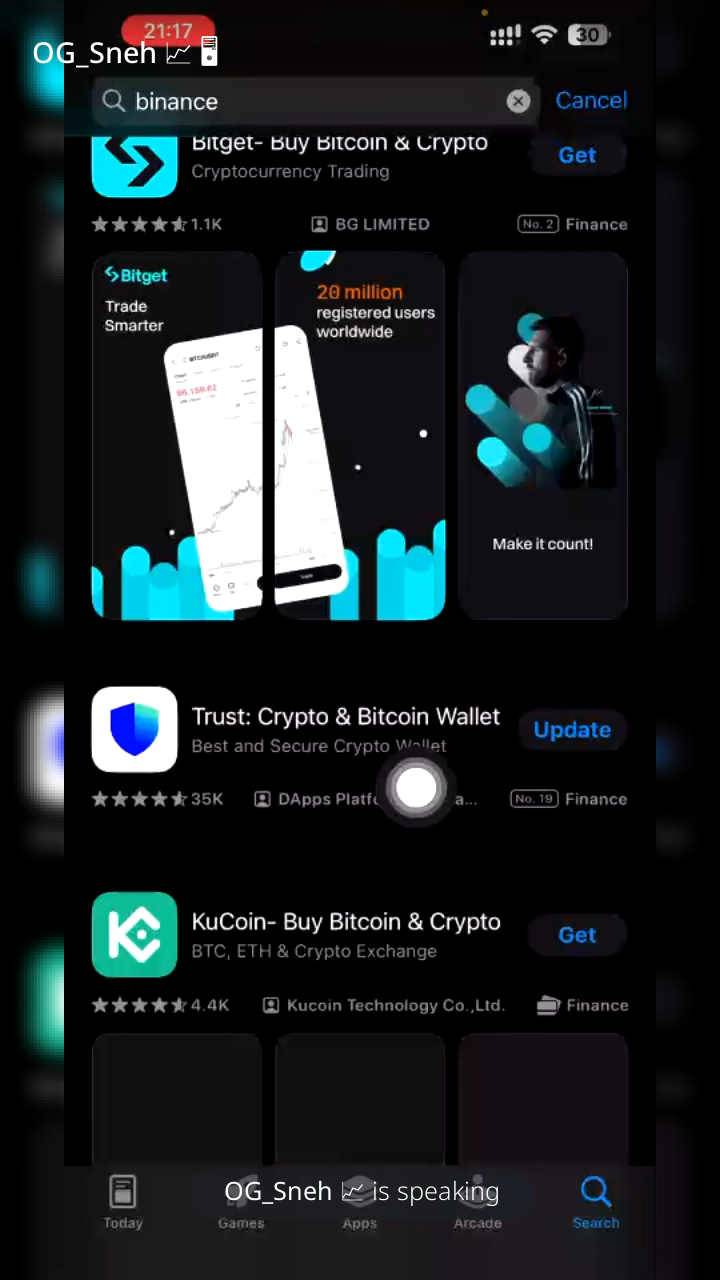 21:17
OG_Sneh
30
binance
Cancel
Bitget- Buy Bitcoin & Crypto
Cryptocurrency Trading
Get
1.1K
BG LIMITED
No. 2 Finance
Bitget
Trade
Smarter
20 million
registered users
worldwide
Make it count!
Trust: Crypto & Bitcoin Wallet
Best and Secure Crypto Wallet
Update
35K
DApps a...
No. 19 Finance
KuCoin- Buy Bitcoin & Crypto
BTC, ETH & Crypto Exchange
Get
4.4K
Kucoin Technology Co.,Ltd.
Finance
OG_Sneh is speaking
Today
Games
Apps
Arcade
Search